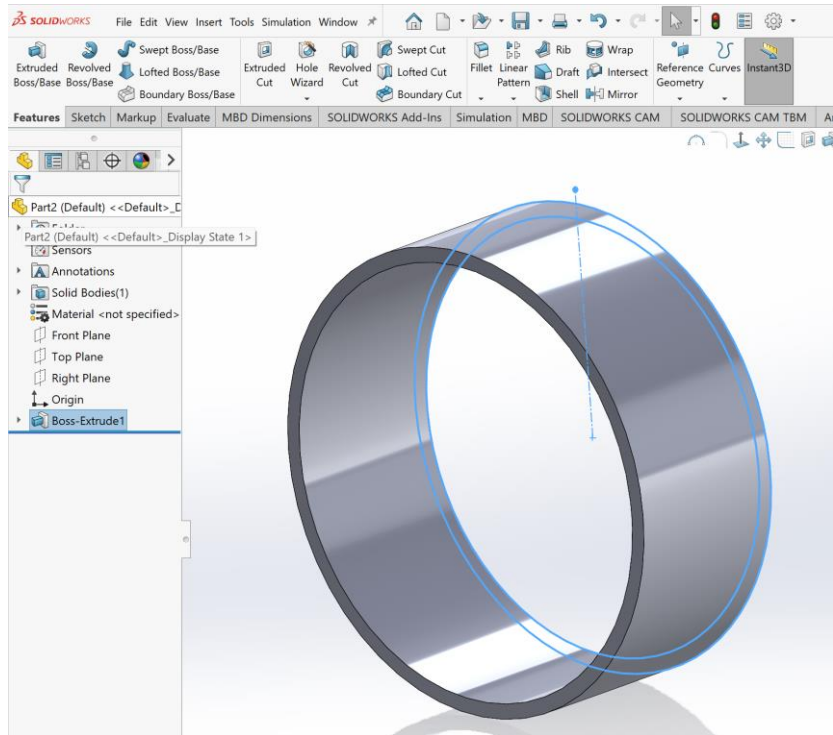 SOLIDWORKS File Edit View Insert Tools Simulation Window
Extruded Boss/Base
Revolved Boss/Base
Swept Boss/Base
Lofted Boss/Base
Boundary Boss/Base
Extruded Cut
Hole Wizard
Revolved Cut
Swept Cut
Lofted Cut
Boundary Cut
Fillet
Linear Pattern
Rib
Draft
Shell
Wrap
Intersect
Mirror
Reference Geometry
Curves
Instant3D
Features Sketch Markup Evaluate MBD Dimensions SOLIDWORKS Add-Ins Simulation MBD SOLIDWORKS CAM SOLIDWORKS CAM TBM
Part2 (Default) <<Default>_D
Part2 (Default) <<Default>_Display State 1>
Sensors
Annotations
Solid Bodies(1)
Material <not specified>
Front Plane
Top Plane
Right Plane
Origin
Boss-Extrude1